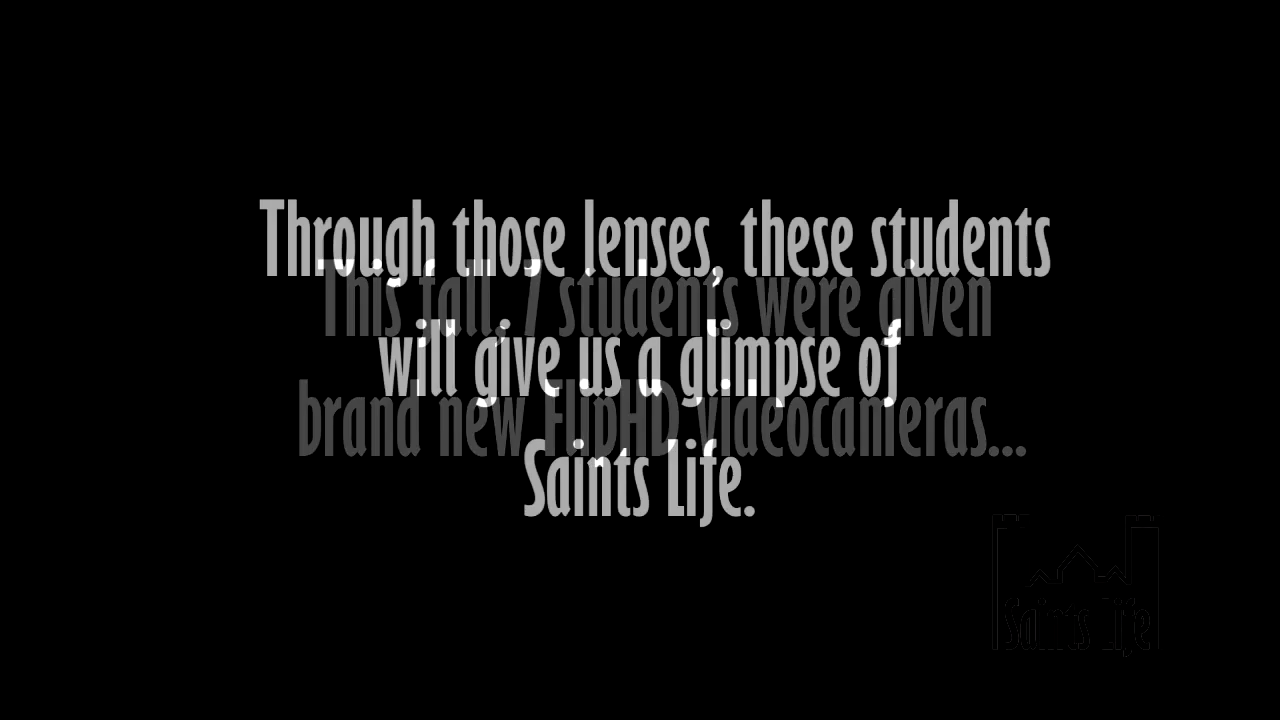 Through those lenses, these students
This fall, 7 students were given
will give us a glimpse of
brand new FlipHD videocameras...
Saints Life.
Saints Life